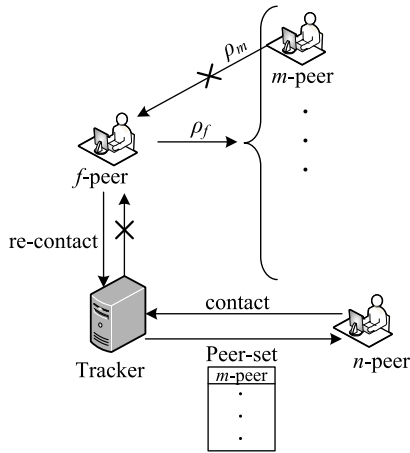 ρm
m-peer
ρf
f-peer
re-contact
contact
Tracker
Peer-set
m-peer
n-peer